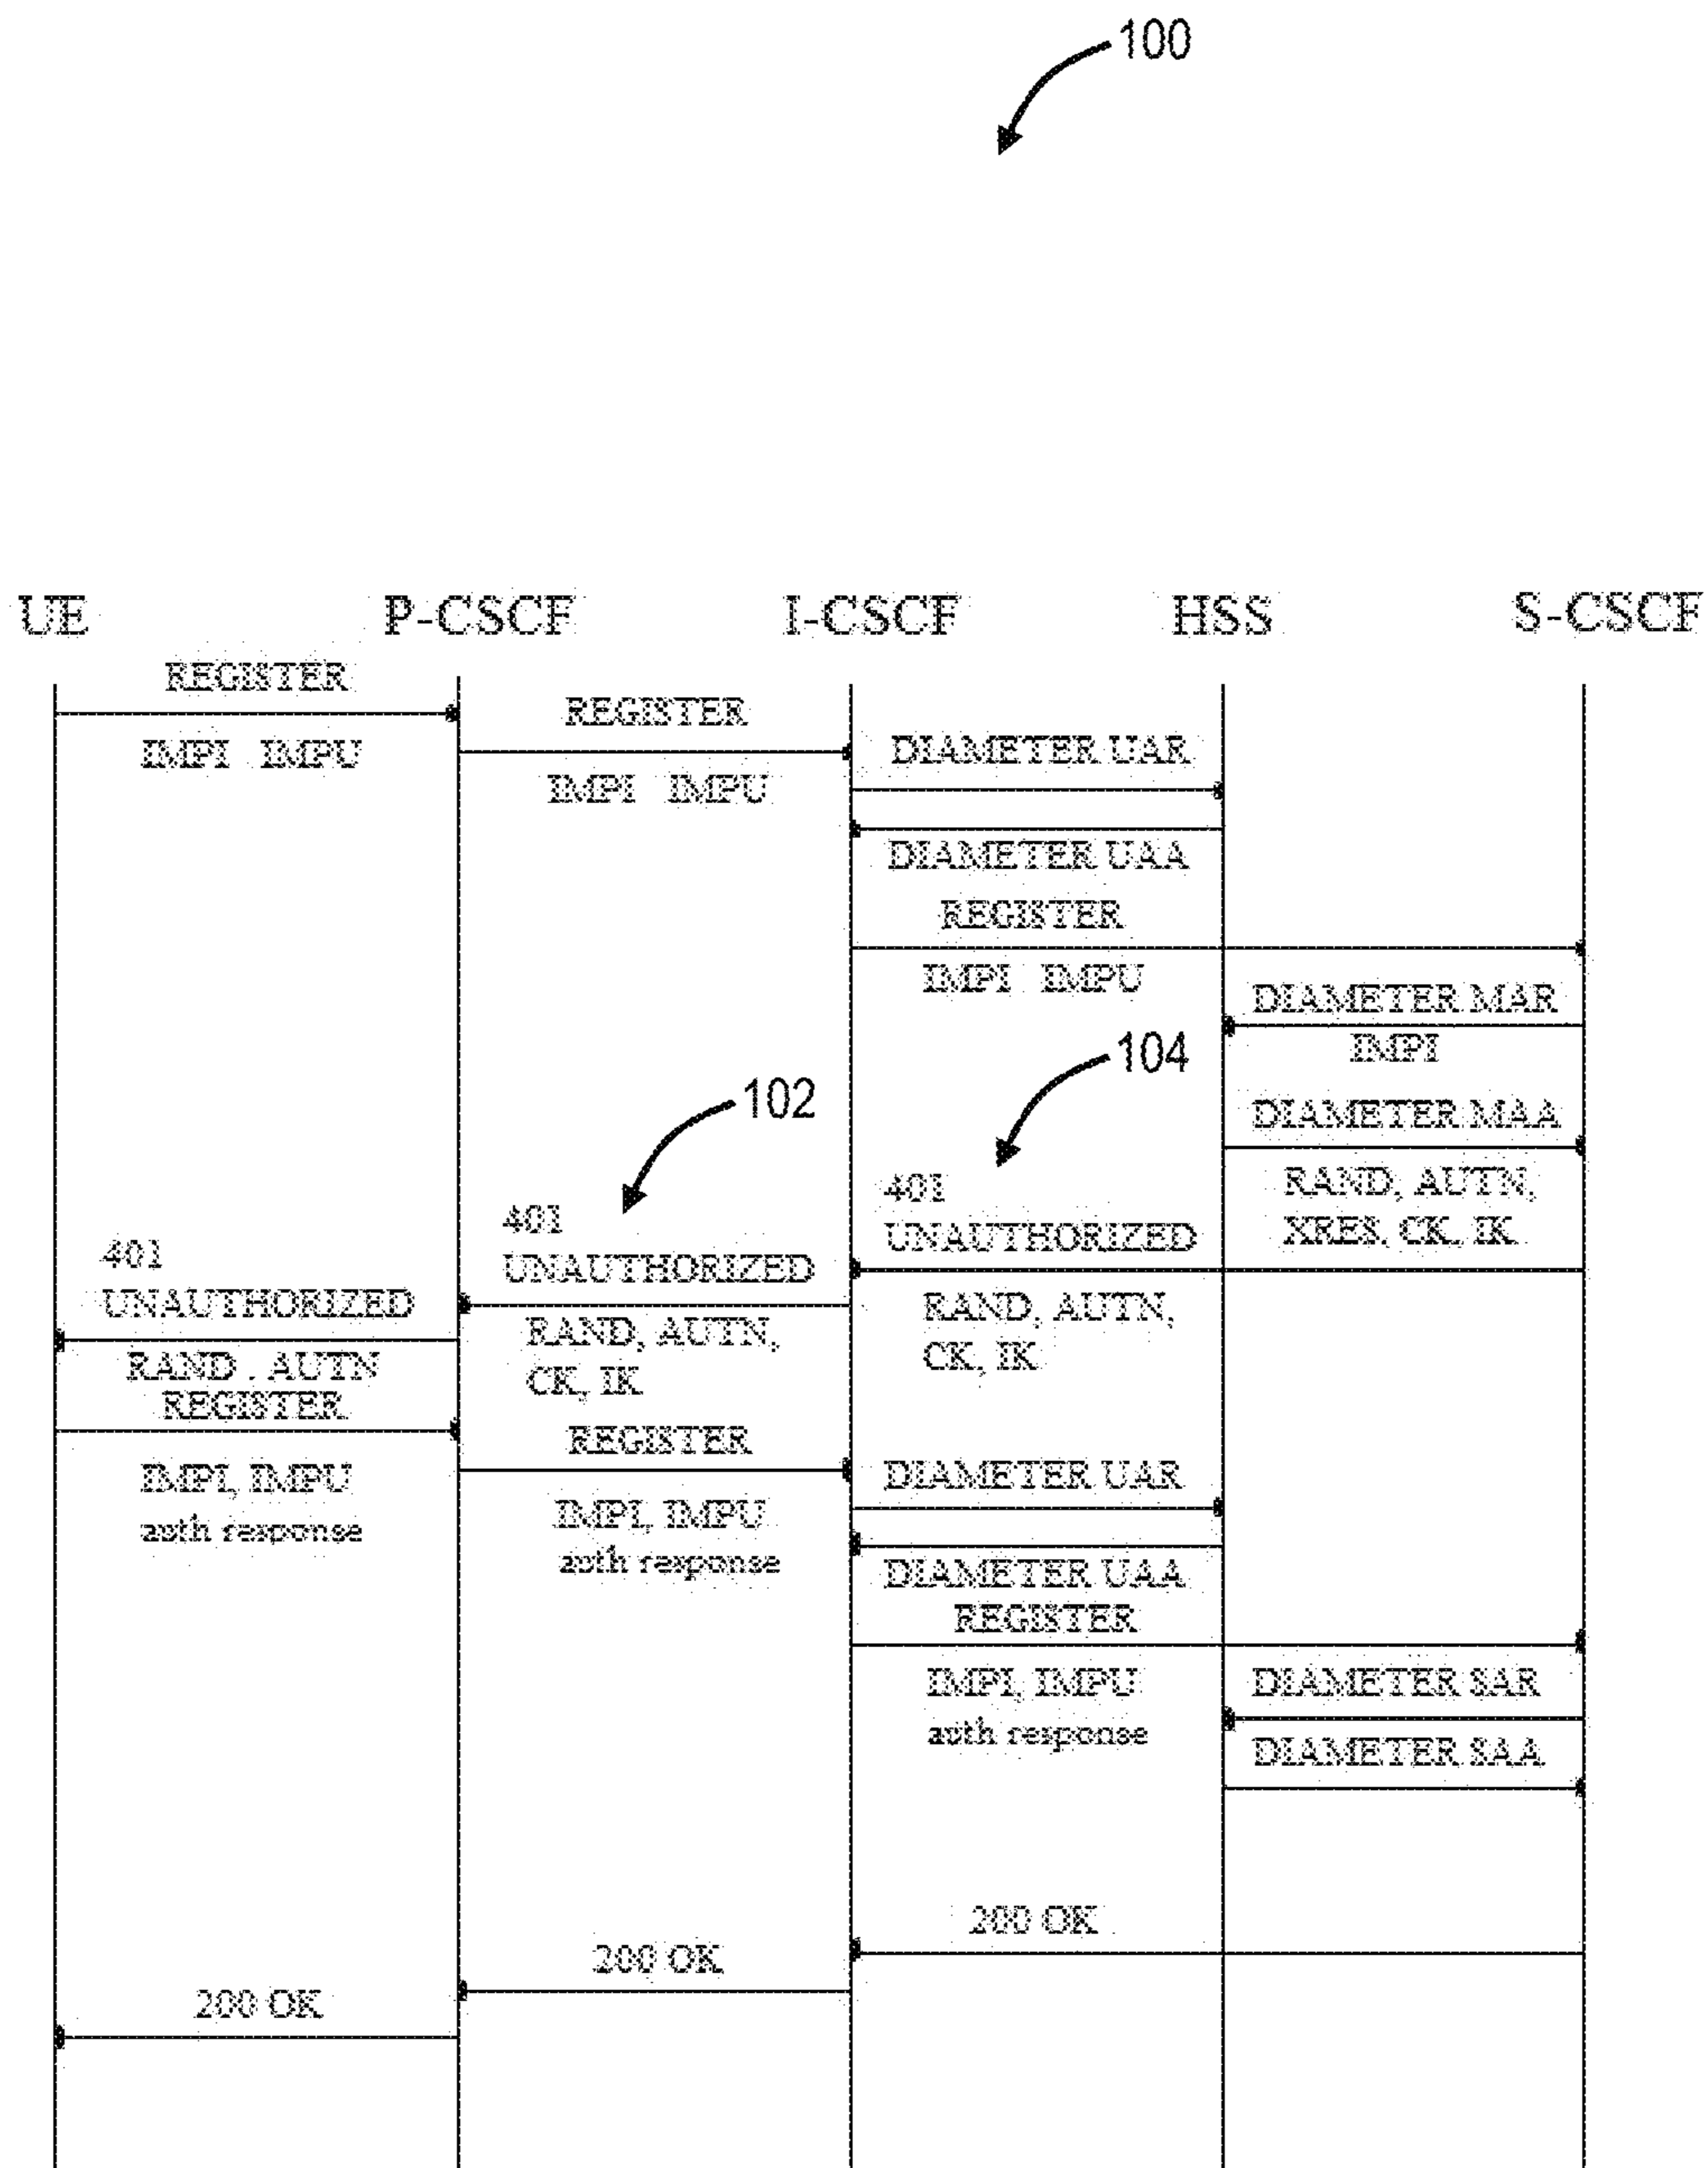 100
UE P-CSCF I-CSCF HSS S-CSCF
REGISTER
IMPI IMPU
REGISTER
IMPI IMPU
DIAMETER UAR
DIAMETER UAA
REGISTER
IMPI IMPU
DIAMETER MAR
IMPI
DIAMETER MAA
RAND, AUTN,
XRES, CK, IK
104
401
UNAUTHORIZED
RAND, AUTN,
CK, IK
102
401
UNAUTHORIZED
RAND, AUTN,
CK, IK
401
UNAUTHORIZED
RAND . AUTN
REGISTER
IMPI, IMPU
auth response
REGISTER
IMPI, IMPU
auth response
DIAMETER UAR
DIAMETER UAA
REGISTER
IMPI, IMPU
auth response
DIAMETER SAR
DIAMETER SAA
200 OK
200 OK
200 OK